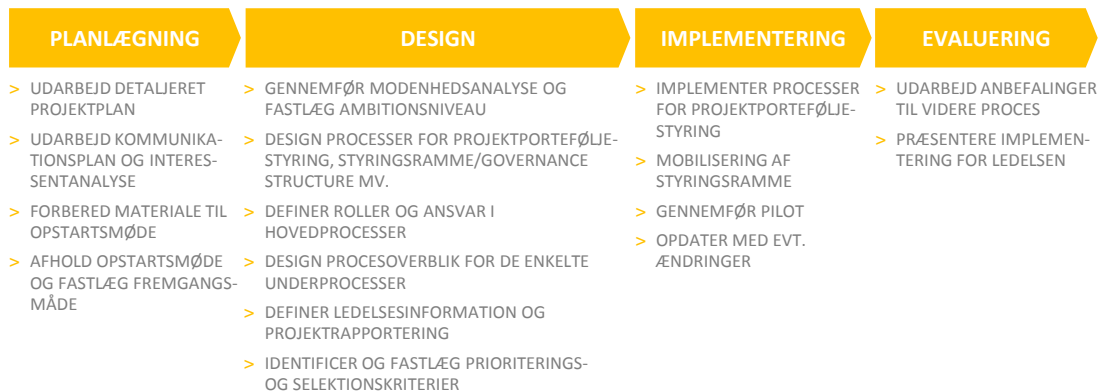 PLANLÆGNING
> UDARBEJD DETALJERET
PROJEKTPLAN
> UDARBEJD KOMMUNIKA-
TIONSPLAN OG INTERES-
SENTANALYSE
> FORBERED MATERIALE TIL
OPSTARTSMØDE
> AFHOLD OPSTARTSMØDE
OG FASTLÆG FREMGANGS-
MÅDE
DESIGN
> GENNEMFØR MODENHEDSANALYSE OG
FASTLÆG AMBITIONSNIVEAU
> DESIGN PROCESSER FOR PROJEKTPORTEFØLJE-
STYRING, STYRINGSRAMME/GOVERNANCE
STRUCTURE MV.
> DEFINER ROLLER OG ANSVAR I
HOVEDPROCESSER
> DESIGN PROCESOVERBLIK FOR DE ENKELTE
UNDERPROCESSER
> DEFINER LEDELSESINFORMATION OG
PROJEKTRAPPORTERING
> IDENTIFICER OG FASTLÆG PRIORITERINGS-
OG SELEKTIONSKRITERIER
IMPLEMENTERING
> IMPLEMENTER PROCESSER
FOR PROJEKTPORTEFØLJE-
STYRING
> MOBILISERING AF
STYRINGSRAMME
> GENNEMFØR PILOT
> OPDATER MED EVT.
ÆNDRINGER
EVALUERING
> UDARBEJD ANBEFALINGER
TIL VIDERE PROCES
> PRÆSENTERE IMPLEMEN-
TERING FOR LEDELSEN